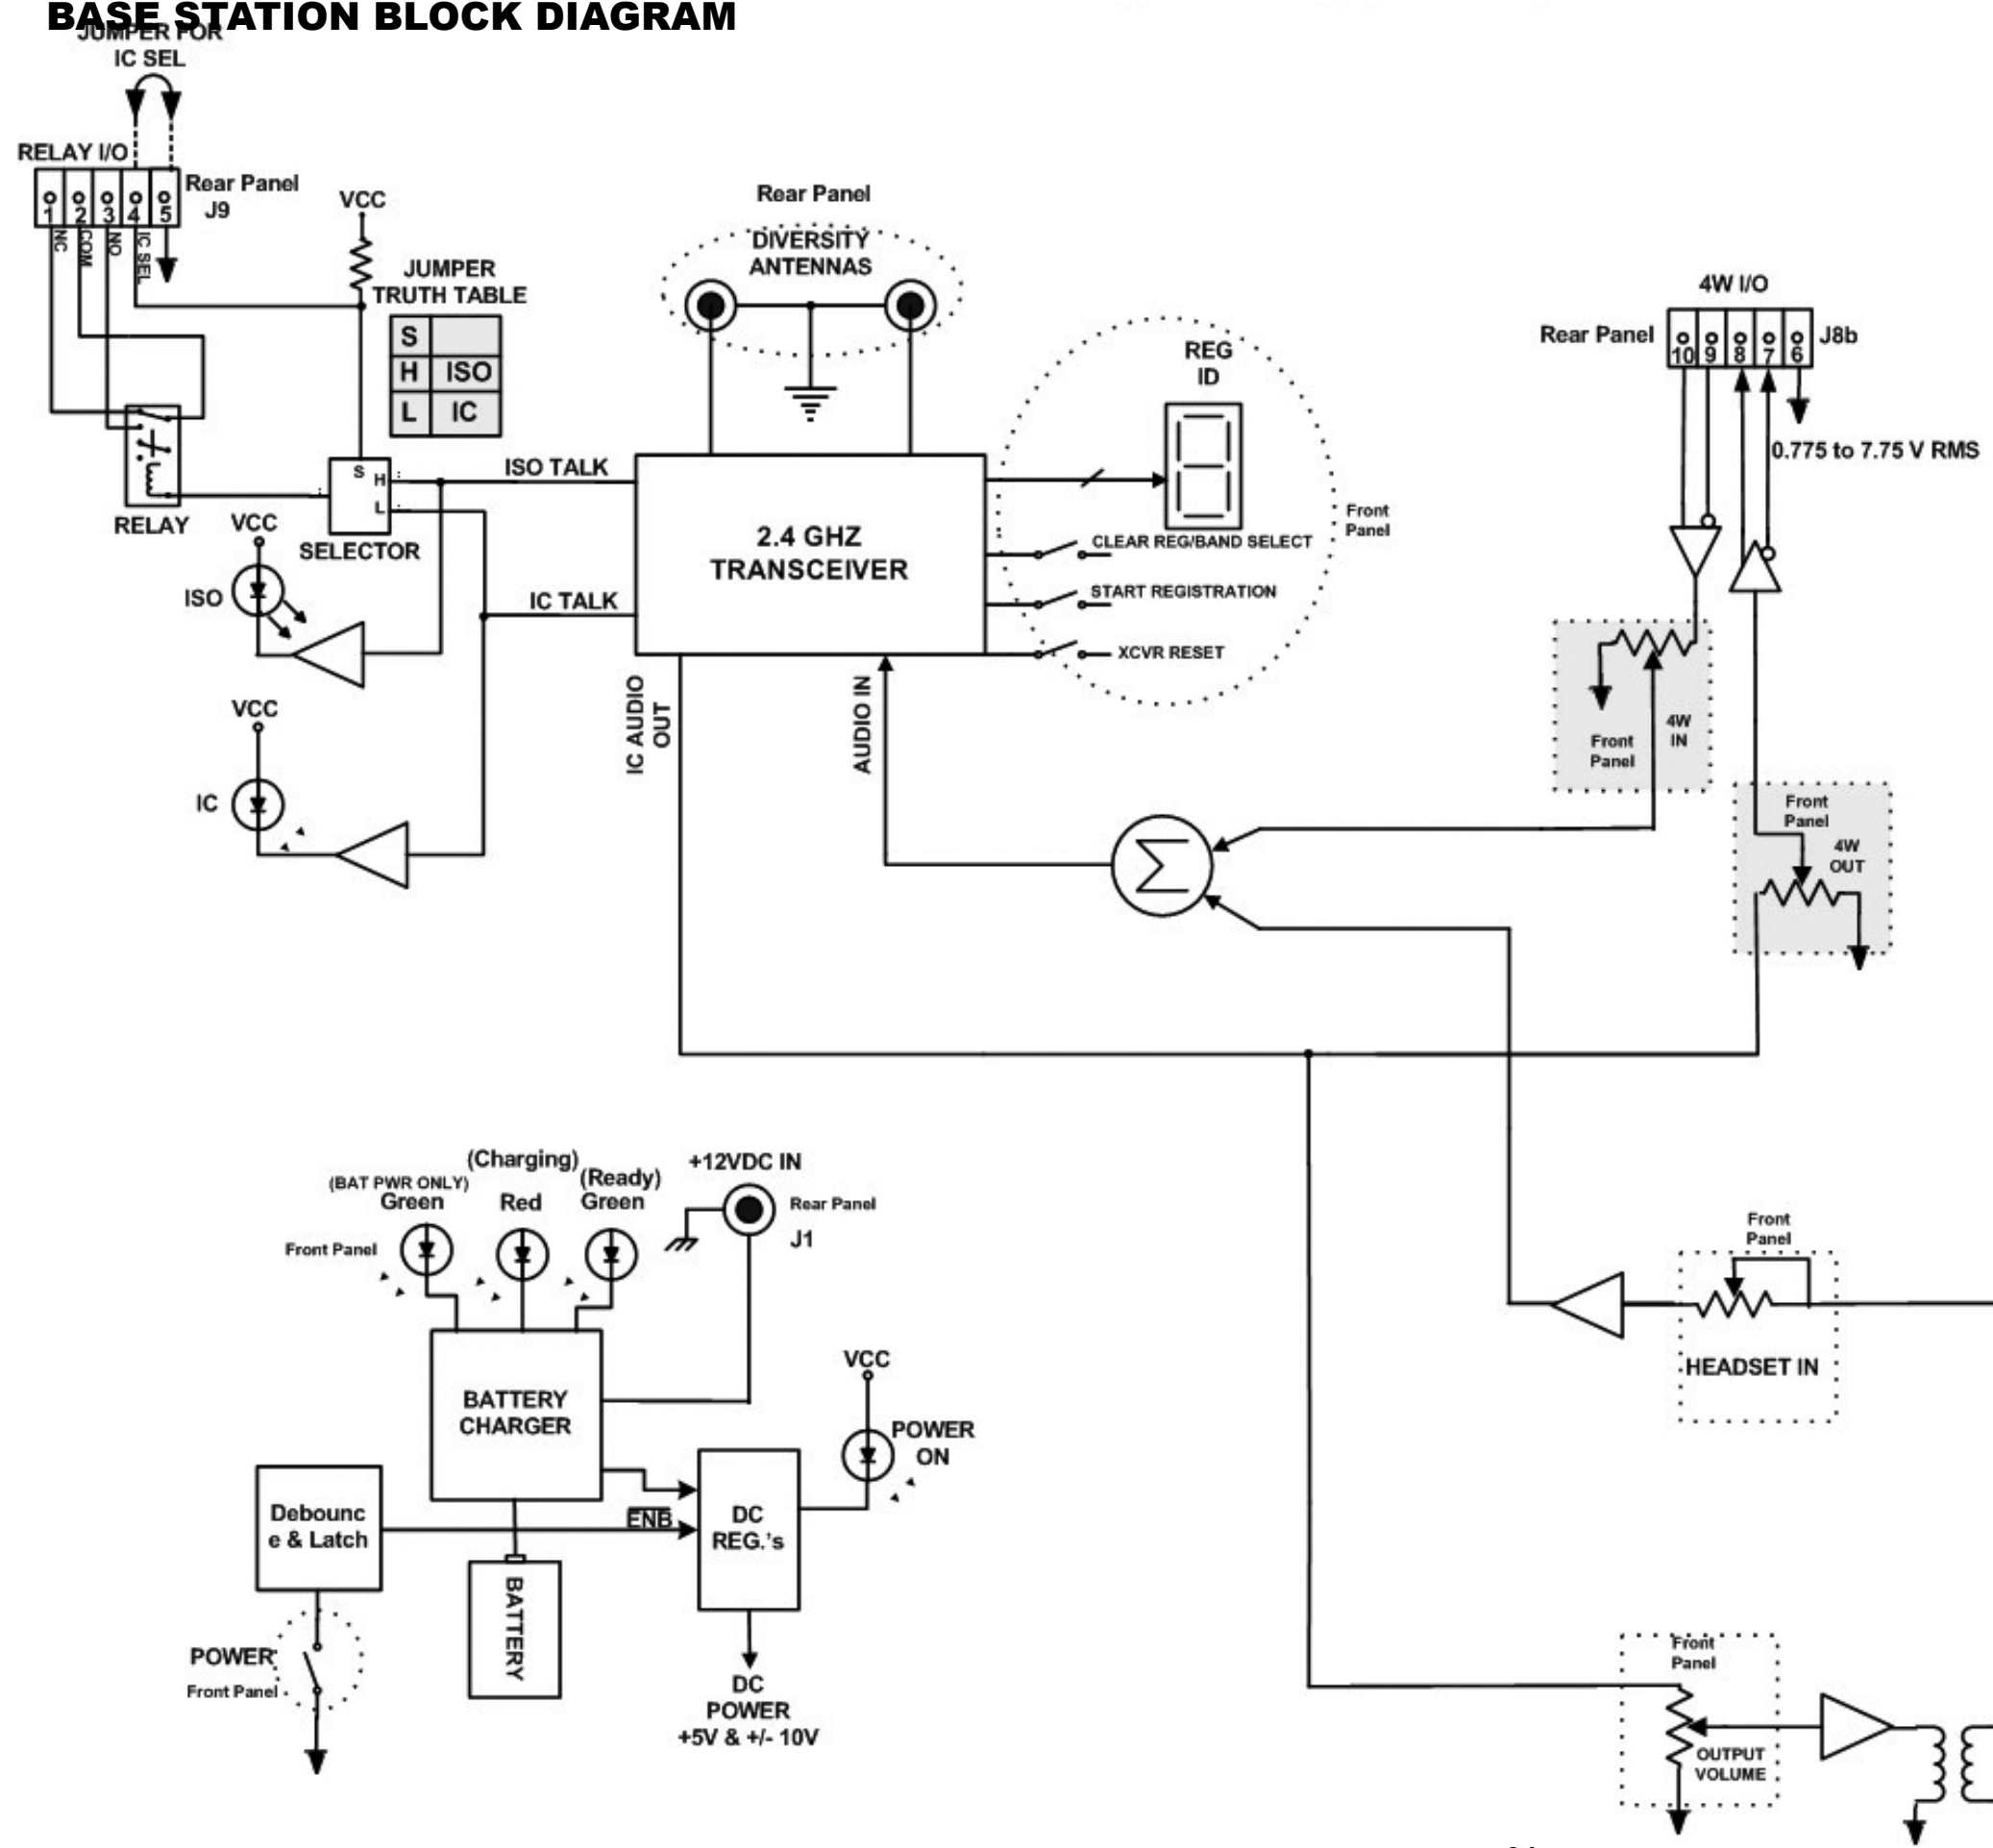 BASE STATION BLOCK DIAGRAM
JUMPER FOR
IC SEL
RELAY I/O
Rear Panel
J9
1 2 3 4 5
NC
COM
NO
IC SEL
VCC
JUMPER
TRUTH TABLE
S
H ISO
L IC
RELAY
S
H
L
SELECTOR
ISO TALK
IC TALK
VCC
ISO
VCC
IC
Rear Panel
DIVERSITY
ANTENNAS
2.4 GHZ
TRANSCEIVER
REG
ID
CLEAR REG/BAND SELECT
START REGISTRATION
XCVR RESET
Front
Panel
IC AUDIO
OUT
AUDIO IN
Σ
4W I/O
Rear Panel
J8b
10 9 8 7 6
0.775 to 7.75 V RMS
4W
IN
Front
Panel
Front
Panel
4W
OUT
(BAT PWR ONLY)
Green
(Charging)
Red
(Ready)
Green
Front Panel
+12VDC IN
Rear Panel
J1
BATTERY
CHARGER
VCC
POWER
ON
Debounc
e & Latch
ENB
DC
REG.'s
BATTERY
POWER
Front Panel
DC
POWER
+5V & +/- 10V
Front
Panel
HEADSET IN
Front
Panel
OUTPUT
VOLUME